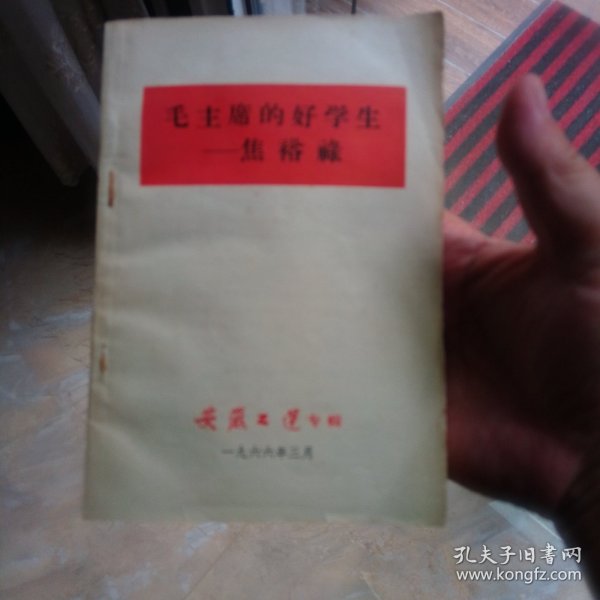 毛主席的好学生
——焦裕禄
安徽工运专辑
一九六六年三月
孔夫子旧书网
www.kongfz.com